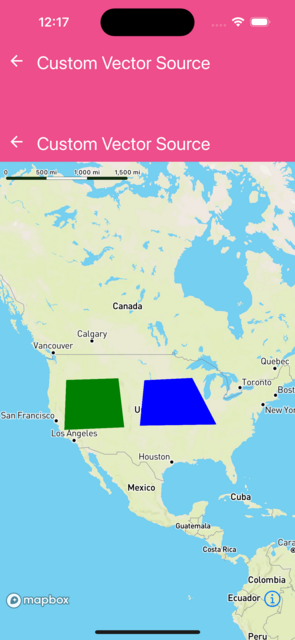 12:17
Custom Vector Source
Custom Vector Source
0 500 mi 1,000 mi 1,500 mi
Canada
Calgary
Vancouver
Quebec
Toronto
Bost
New Yor
San Francisco
Los Angeles
Houston
Mexico
Cuba
Guatemala
Costa Rica
Cara
Colombia
Ecuador
Peru
mapbox